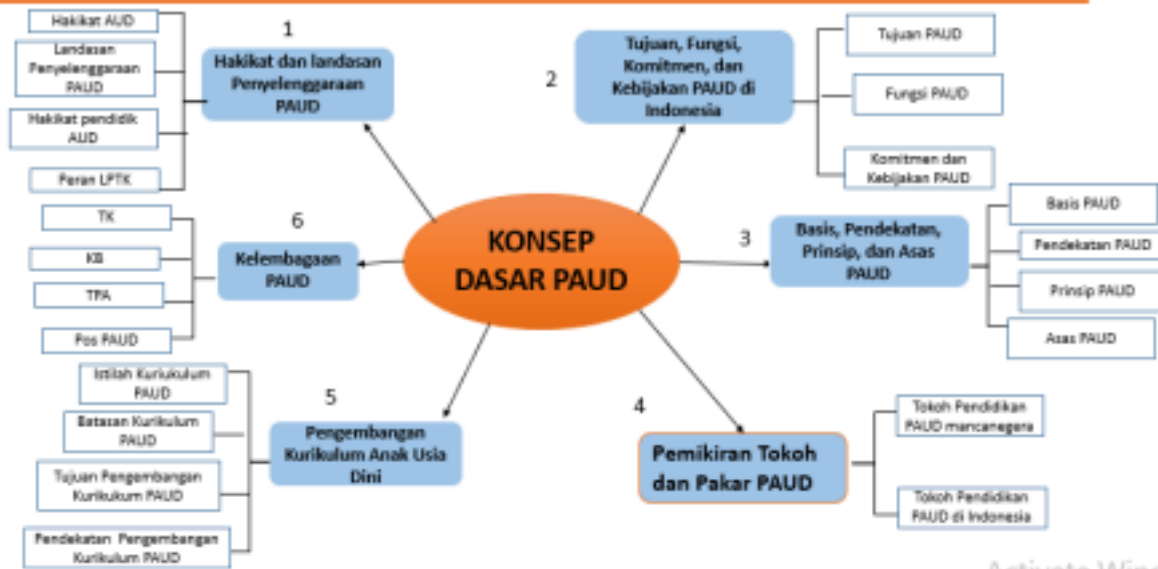 KONSEP
DASAR PAUD
1
Hakikat dan landasan
Penyelenggaraan
PAUD
Hakikat AUD
Landasan
Penyelenggaraan
PAUD
Hakikat pendidik
AUD
Peran LPTK
2
Tujuan, Fungsi,
Komitmen, dan
Kebijakan PAUD di
Indonesia
Tujuan PAUD
Fungsi PAUD
Komitmen dan
Kebijakan PAUD
3
Basis, Pendekatan,
Prinsip, dan Asas
PAUD
Basis PAUD
Pendekatan PAUD
Prinsip PAUD
Asas PAUD
4
Pemikiran Tokoh
dan Pakar PAUD
Tokoh Pendidikan
PAUD mancanegera
Tokoh Pendidikan
PAUD di Indonesia
5
Pengembangan
Kurikulum Anak Usia
Dini
Istilah Kuriukulum
PAUD
Batasan Kurikulum
PAUD
Tujuan Pengembangan
Kurikukum PAUD
Pendekatan Pengembangan
Kurikulum PAUD
6
Kelembagaan
PAUD
TK
KB
TPA
Pos PAUD